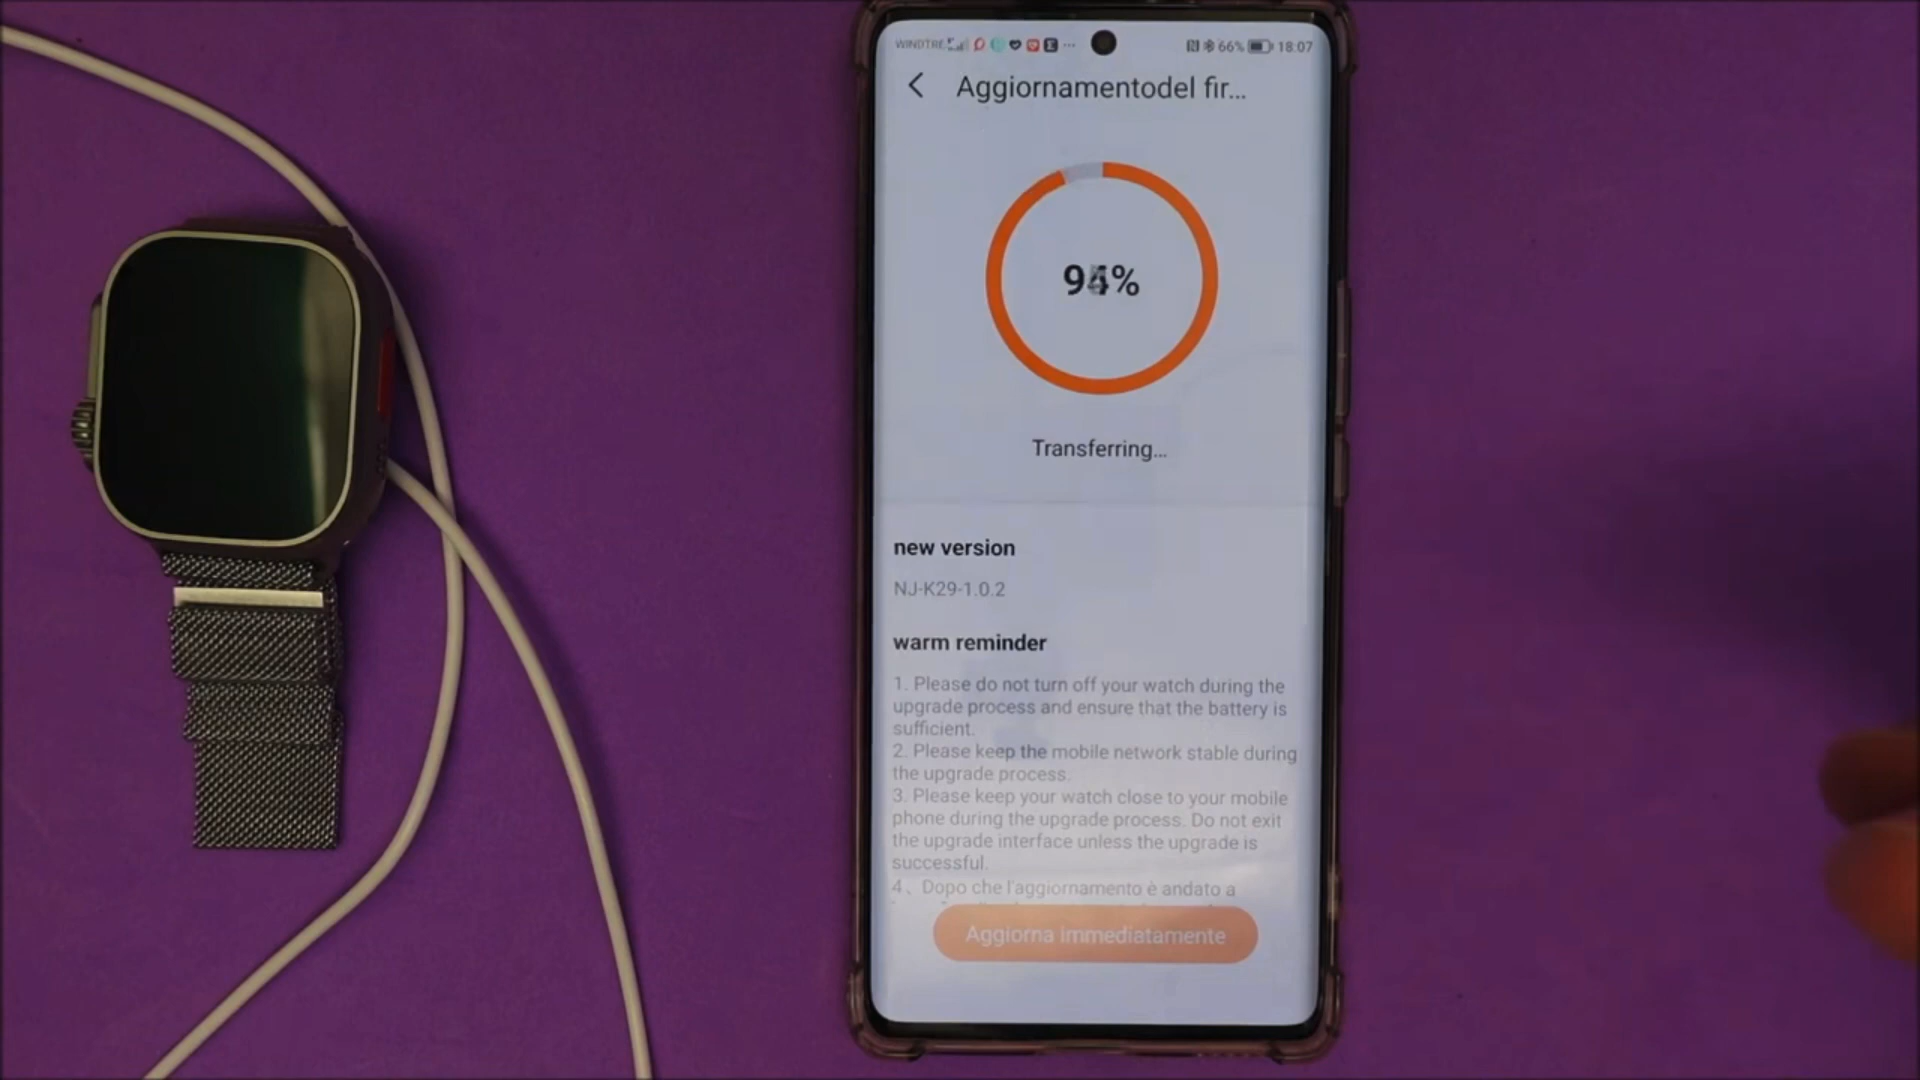 WINDTRE 66% 18.07
Aggiornamentodel fir...
94%
Transferring...
new version
NJ-K29-1.0.2
warm reminder
1. Please do not turn off your watch during the
upgrade process and ensure that the battery is
sufficient.
2. Please keep the mobile network stable during
the upgrade process.
3. Please keep your watch close to your mobile
phone during the upgrade process. Do not exit
the upgrade interface unless the upgrade is
successful.
4、Dopo che l'aggiornamento è andato a
Aggiorna immediatamente